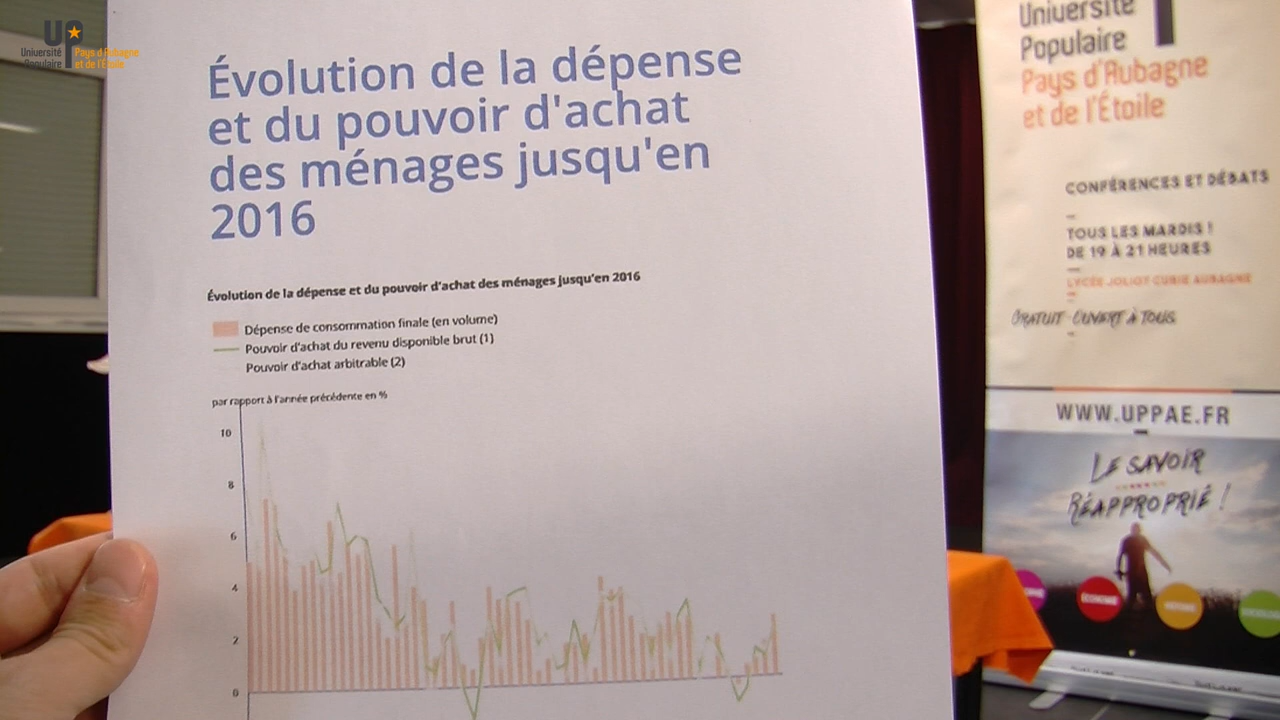 UP
Université
Populaire
Pays d'Aubagne
et de l'Étoile
Évolution de la dépense
et du pouvoir d'achat
des ménages jusqu'en
2016
Évolution de la dépense et du pouvoir d'achat des ménages jusqu'en 2016
Dépense de consommation finale (en volume)
Pouvoir d'achat du revenu disponible brut (1)
Pouvoir d'achat arbitrable (2)
par rapport à l'année précédente en %
10
8
6
4
2
0
Université
Populaire
Pays d'Aubagne
et de l'Étoile
CONFÉRENCES ET DÉBATS
TOUS LES MARDIS !
DE 19 À 21 HEURES
LYCÉE JOLIOT CURIE AUBAGNE
GRATUIT - OUVERT À TOUS
WWW.UPPAE.FR
LE SAVOIR
RÉAPPROPRIÉ !
ÉCONOMIE